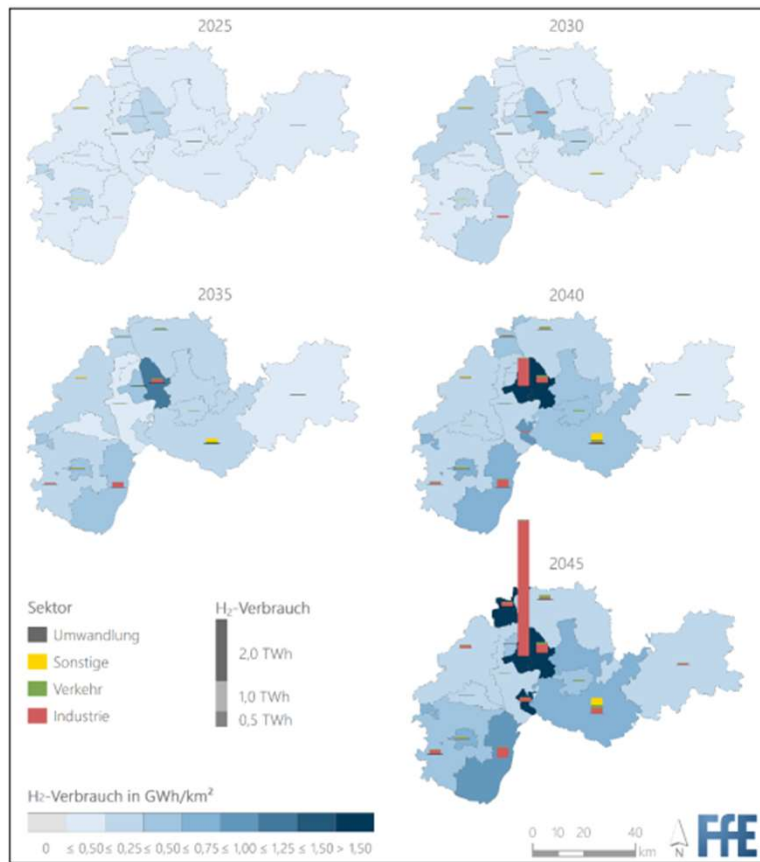 2025
2030
2035
2040
2045
Sektor
Umwandlung
Sonstige
Verkehr
Industrie
H₂-Verbrauch
2,0 TWh
1,0 TWh
0,5 TWh
H₂-Verbrauch in GWh/km²
0 ≤ 0,50 ≤ 0,25 ≤ 0,50 ≤ 0,75 ≤ 1,00 ≤ 1,25 ≤ 1,50 > 1,50
0 10 20 40
km
N
FfE